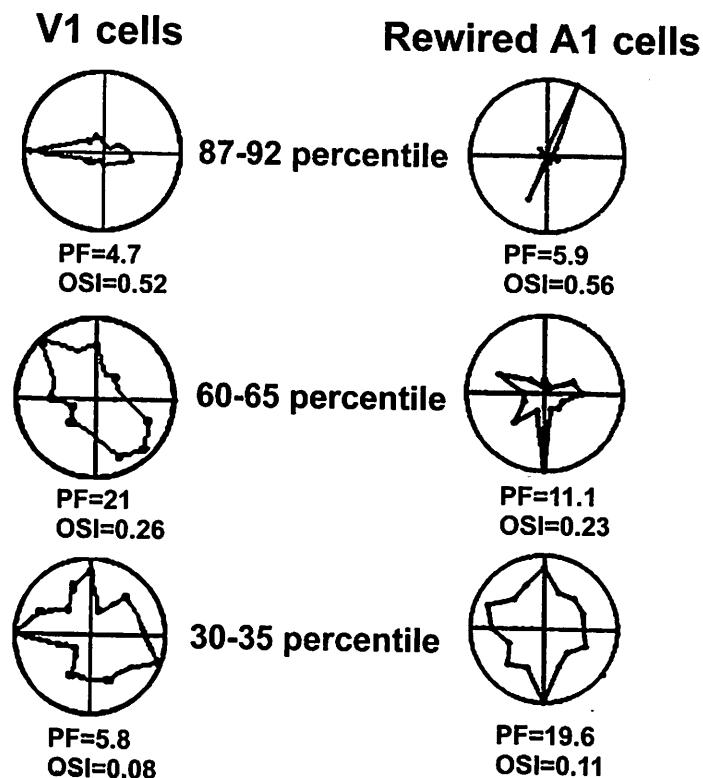 V1 cells
Rewired A1 cells
87-92 percentile
PF=4.7
OSI=0.52
PF=5.9
OSI=0.56
60-65 percentile
PF=21
OSI=0.26
PF=11.1
OSI=0.23
30-35 percentile
PF=5.8
OSI=0.08
PF=19.6
OSI=0.11